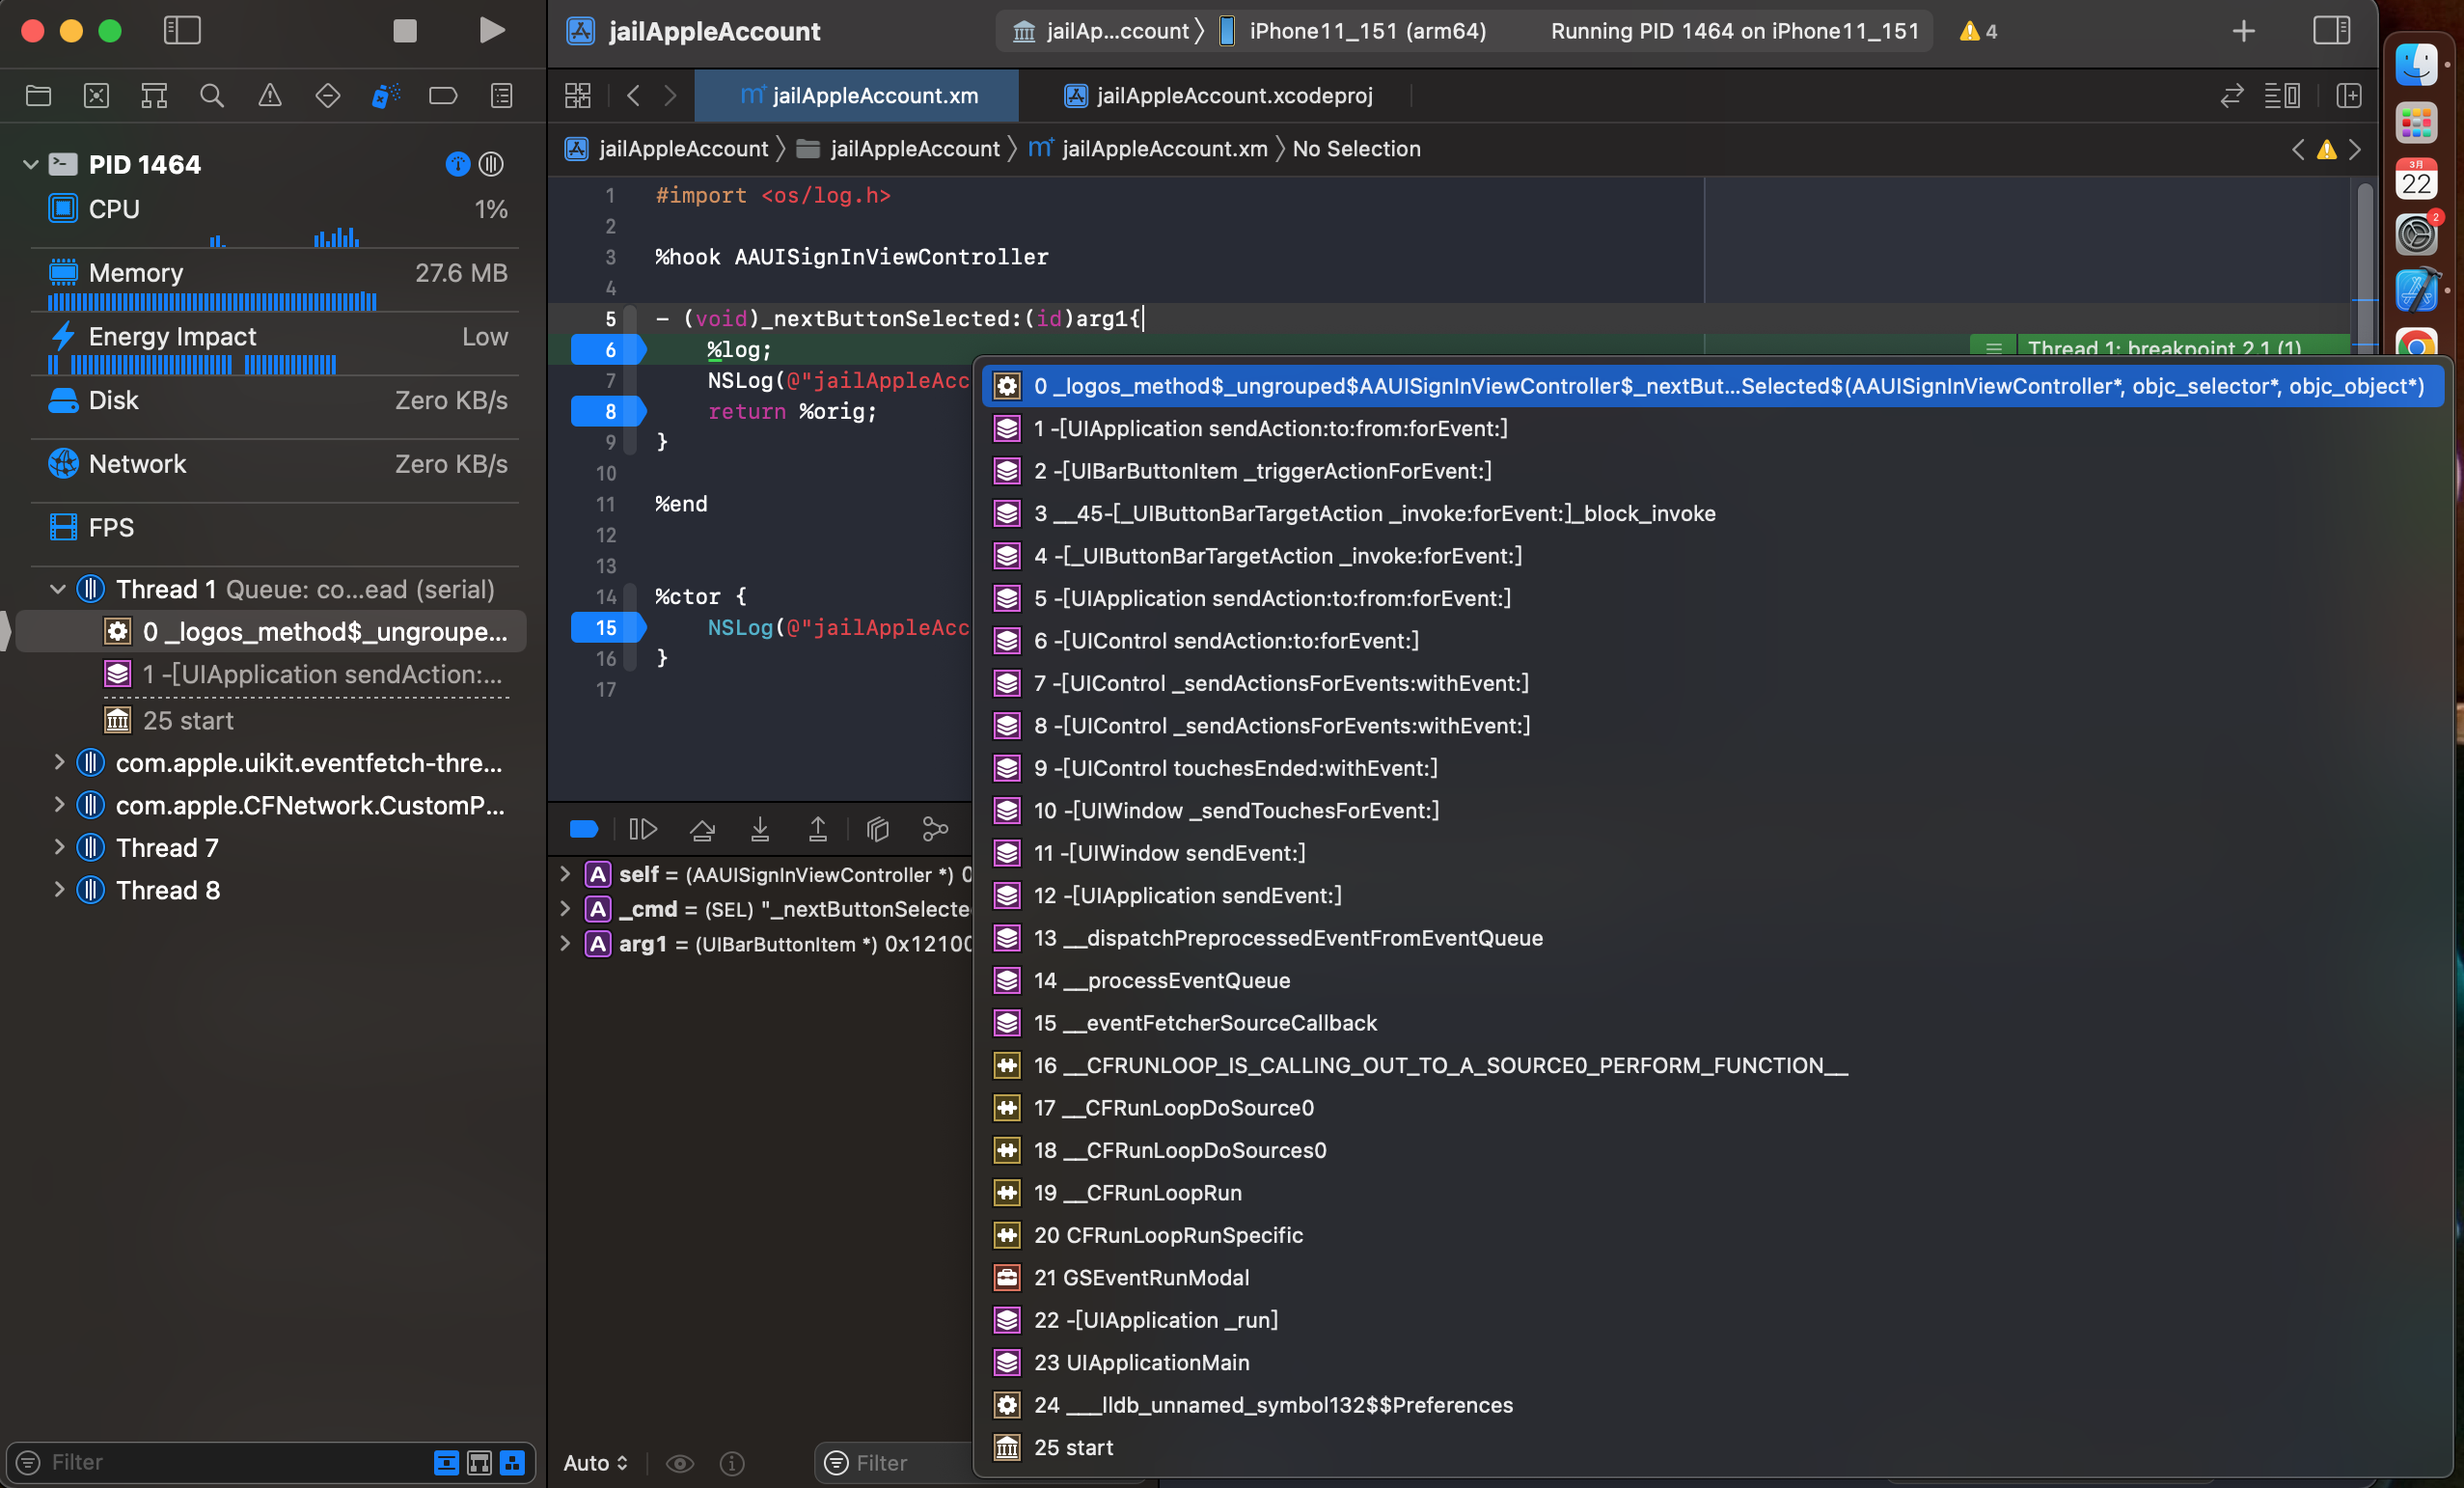 jailAppleAccount
jailAp...ccount
iPhone11_151 (arm64)
Running PID 1464 on iPhone11_151
4
jailAppleAccount.xm
jailAppleAccount.xcodeproj
jailAppleAccount
jailAppleAccount
jailAppleAccount.xm
No Selection
PID 1464
CPU 1%
Memory 27.6 MB
Energy Impact Low
Disk Zero KB/s
Network Zero KB/s
FPS
Thread 1 Queue: co...ead (serial)
0 _logos_method$_ungroupe...
1 -[UIApplication sendAction:...
25 start
com.apple.uikit.eventfetch-thre...
com.apple.CFNetwork.CustomP...
Thread 7
Thread 8
Filter
1 #import <os/log.h>
2
3 %hook AAUISignInViewController
4
5 - (void)_nextButtonSelected:(id)arg1{
6 %log;
Thread 1: breakpoint 2.1 (1)
7 NSLog(@"jailAppleAcc
8 return %orig;
9 }
10
11 %end
12
13
14 %ctor {
15 NSLog(@"jailAppleAcc
16 }
17
self = (AAUISignInViewController *) 0
_cmd = (SEL) "_nextButtonSelecte
arg1 = (UIBarButtonItem *) 0x12100
Auto
Filter
0 _logos_method$_ungrouped$AAUISignInViewController$_nextBut...Selected$(AAUISignInViewController*, objc_selector*, objc_object*)
1 -[UIApplication sendAction:to:from:forEvent:]
2 -[UIBarButtonItem _triggerActionForEvent:]
3 __45-[_UIButtonBarTargetAction _invoke:forEvent:]_block_invoke
4 -[_UIButtonBarTargetAction _invoke:forEvent:]
5 -[UIApplication sendAction:to:from:forEvent:]
6 -[UIControl sendAction:to:forEvent:]
7 -[UIControl _sendActionsForEvents:withEvent:]
8 -[UIControl _sendActionsForEvents:withEvent:]
9 -[UIControl touchesEnded:withEvent:]
10 -[UIWindow _sendTouchesForEvent:]
11 -[UIWindow sendEvent:]
12 -[UIApplication sendEvent:]
13 __dispatchPreprocessedEventFromEventQueue
14 __processEventQueue
15 __eventFetcherSourceCallback
16 __CFRUNLOOP_IS_CALLING_OUT_TO_A_SOURCE0_PERFORM_FUNCTION__
17 __CFRunLoopDoSource0
18 __CFRunLoopDoSources0
19 __CFRunLoopRun
20 CFRunLoopRunSpecific
21 GSEventRunModal
22 -[UIApplication _run]
23 UIApplicationMain
24 ___lldb_unnamed_symbol132$$Preferences
25 start
3月
22
2